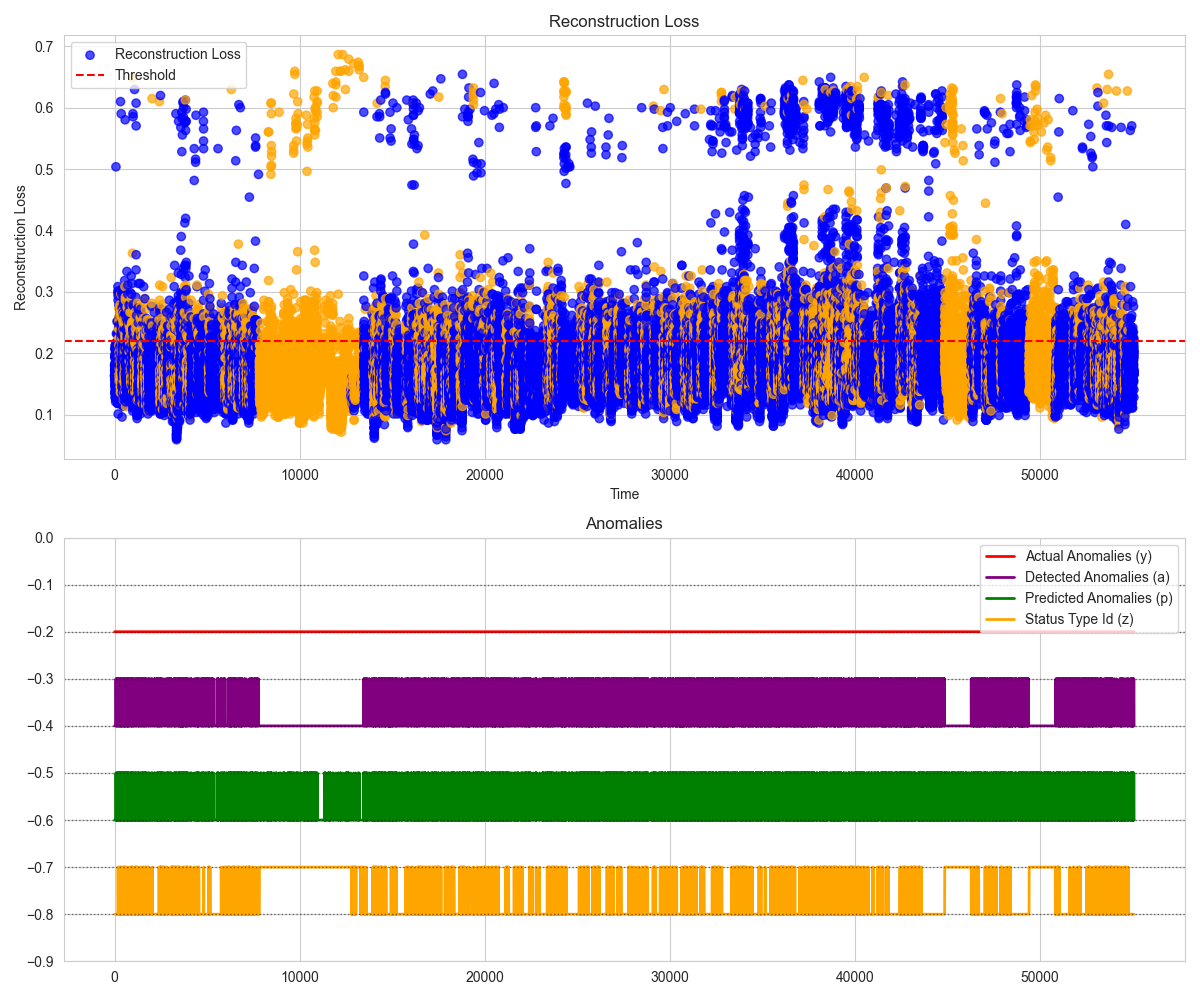 Reconstruction Loss
Reconstruction Loss
Threshold
0.7
0.6
0.5
0.4
0.3
0.2
0.1
Reconstruction Loss
0
10000
20000
30000
40000
50000
Time
Anomalies
Actual Anomalies (y)
Detected Anomalies (a)
Predicted Anomalies (p)
Status Type Id (z)
0.0
−0.1
−0.2
−0.3
−0.4
−0.5
−0.6
−0.7
−0.8
−0.9
0
10000
20000
30000
40000
50000